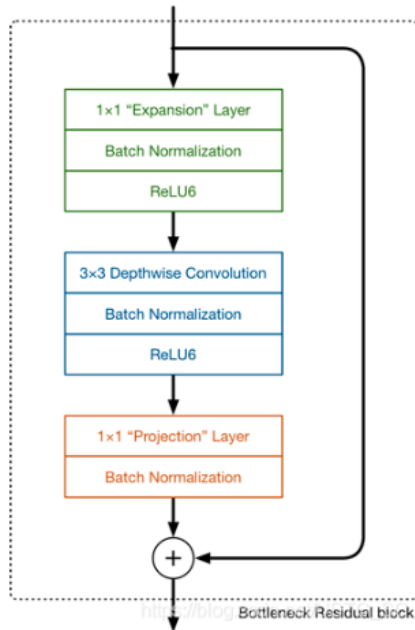 1×1 “Expansion” Layer
Batch Normalization
ReLU6
3×3 Depthwise Convolution
Batch Normalization
ReLU6
1×1 “Projection” Layer
Batch Normalization
+
Bottleneck Residual block